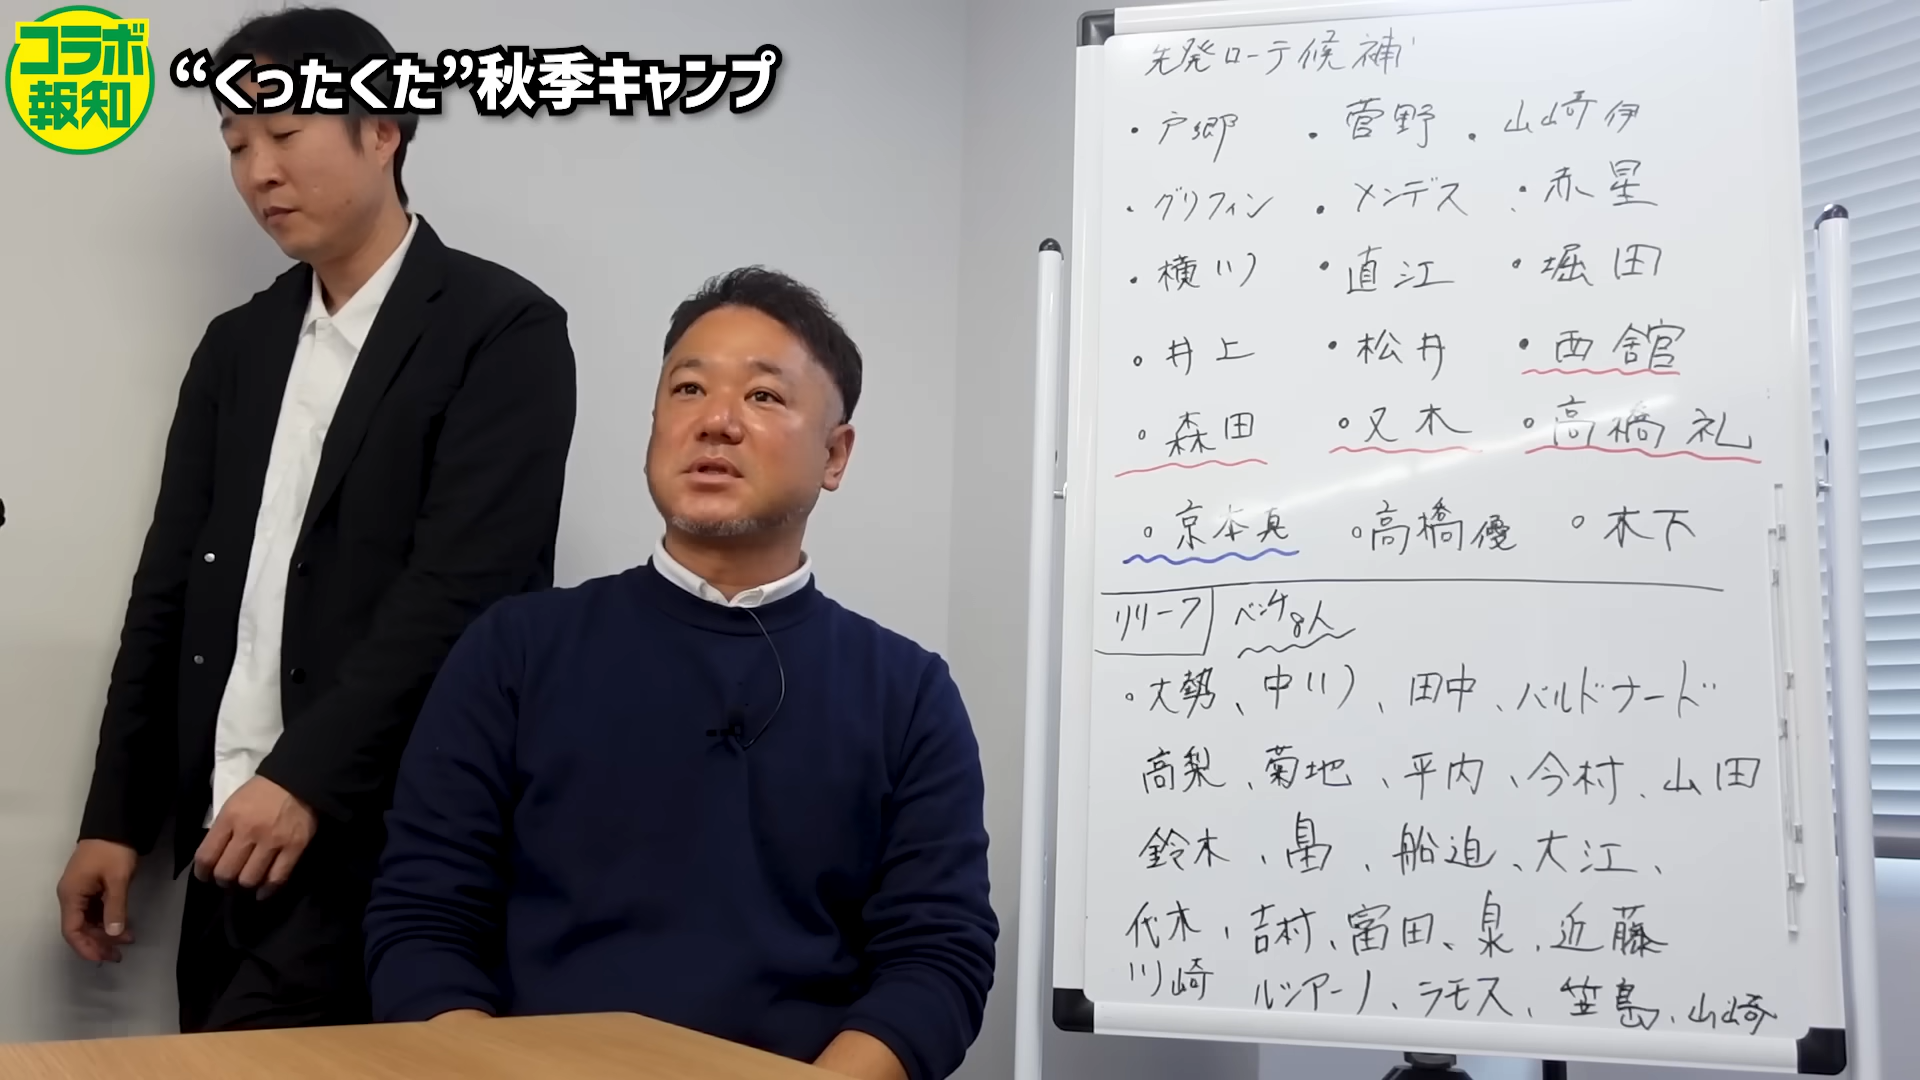 コラボ
報知
“くったくた”秋季キャンプ
先発ローテ候補
・戸郷 ・菅野 ・山崎伊
・グリフィン ・メンデス ・赤星
・横川 ・直江 ・堀田
・井上 ・松井 ・西舘
・森田 ・又木 ・高橋礼
・京本真 ・高橋優 ・木下
リリーフ ベンチ8人
・大勢、中川、田中、バルドナード
高梨、菊地、平内、今村、山田
鈴木、畠、船迫、大江、
代木、吉村、富田、泉、近藤
川崎 ルシアーノ、ラモス、笠島、山崎